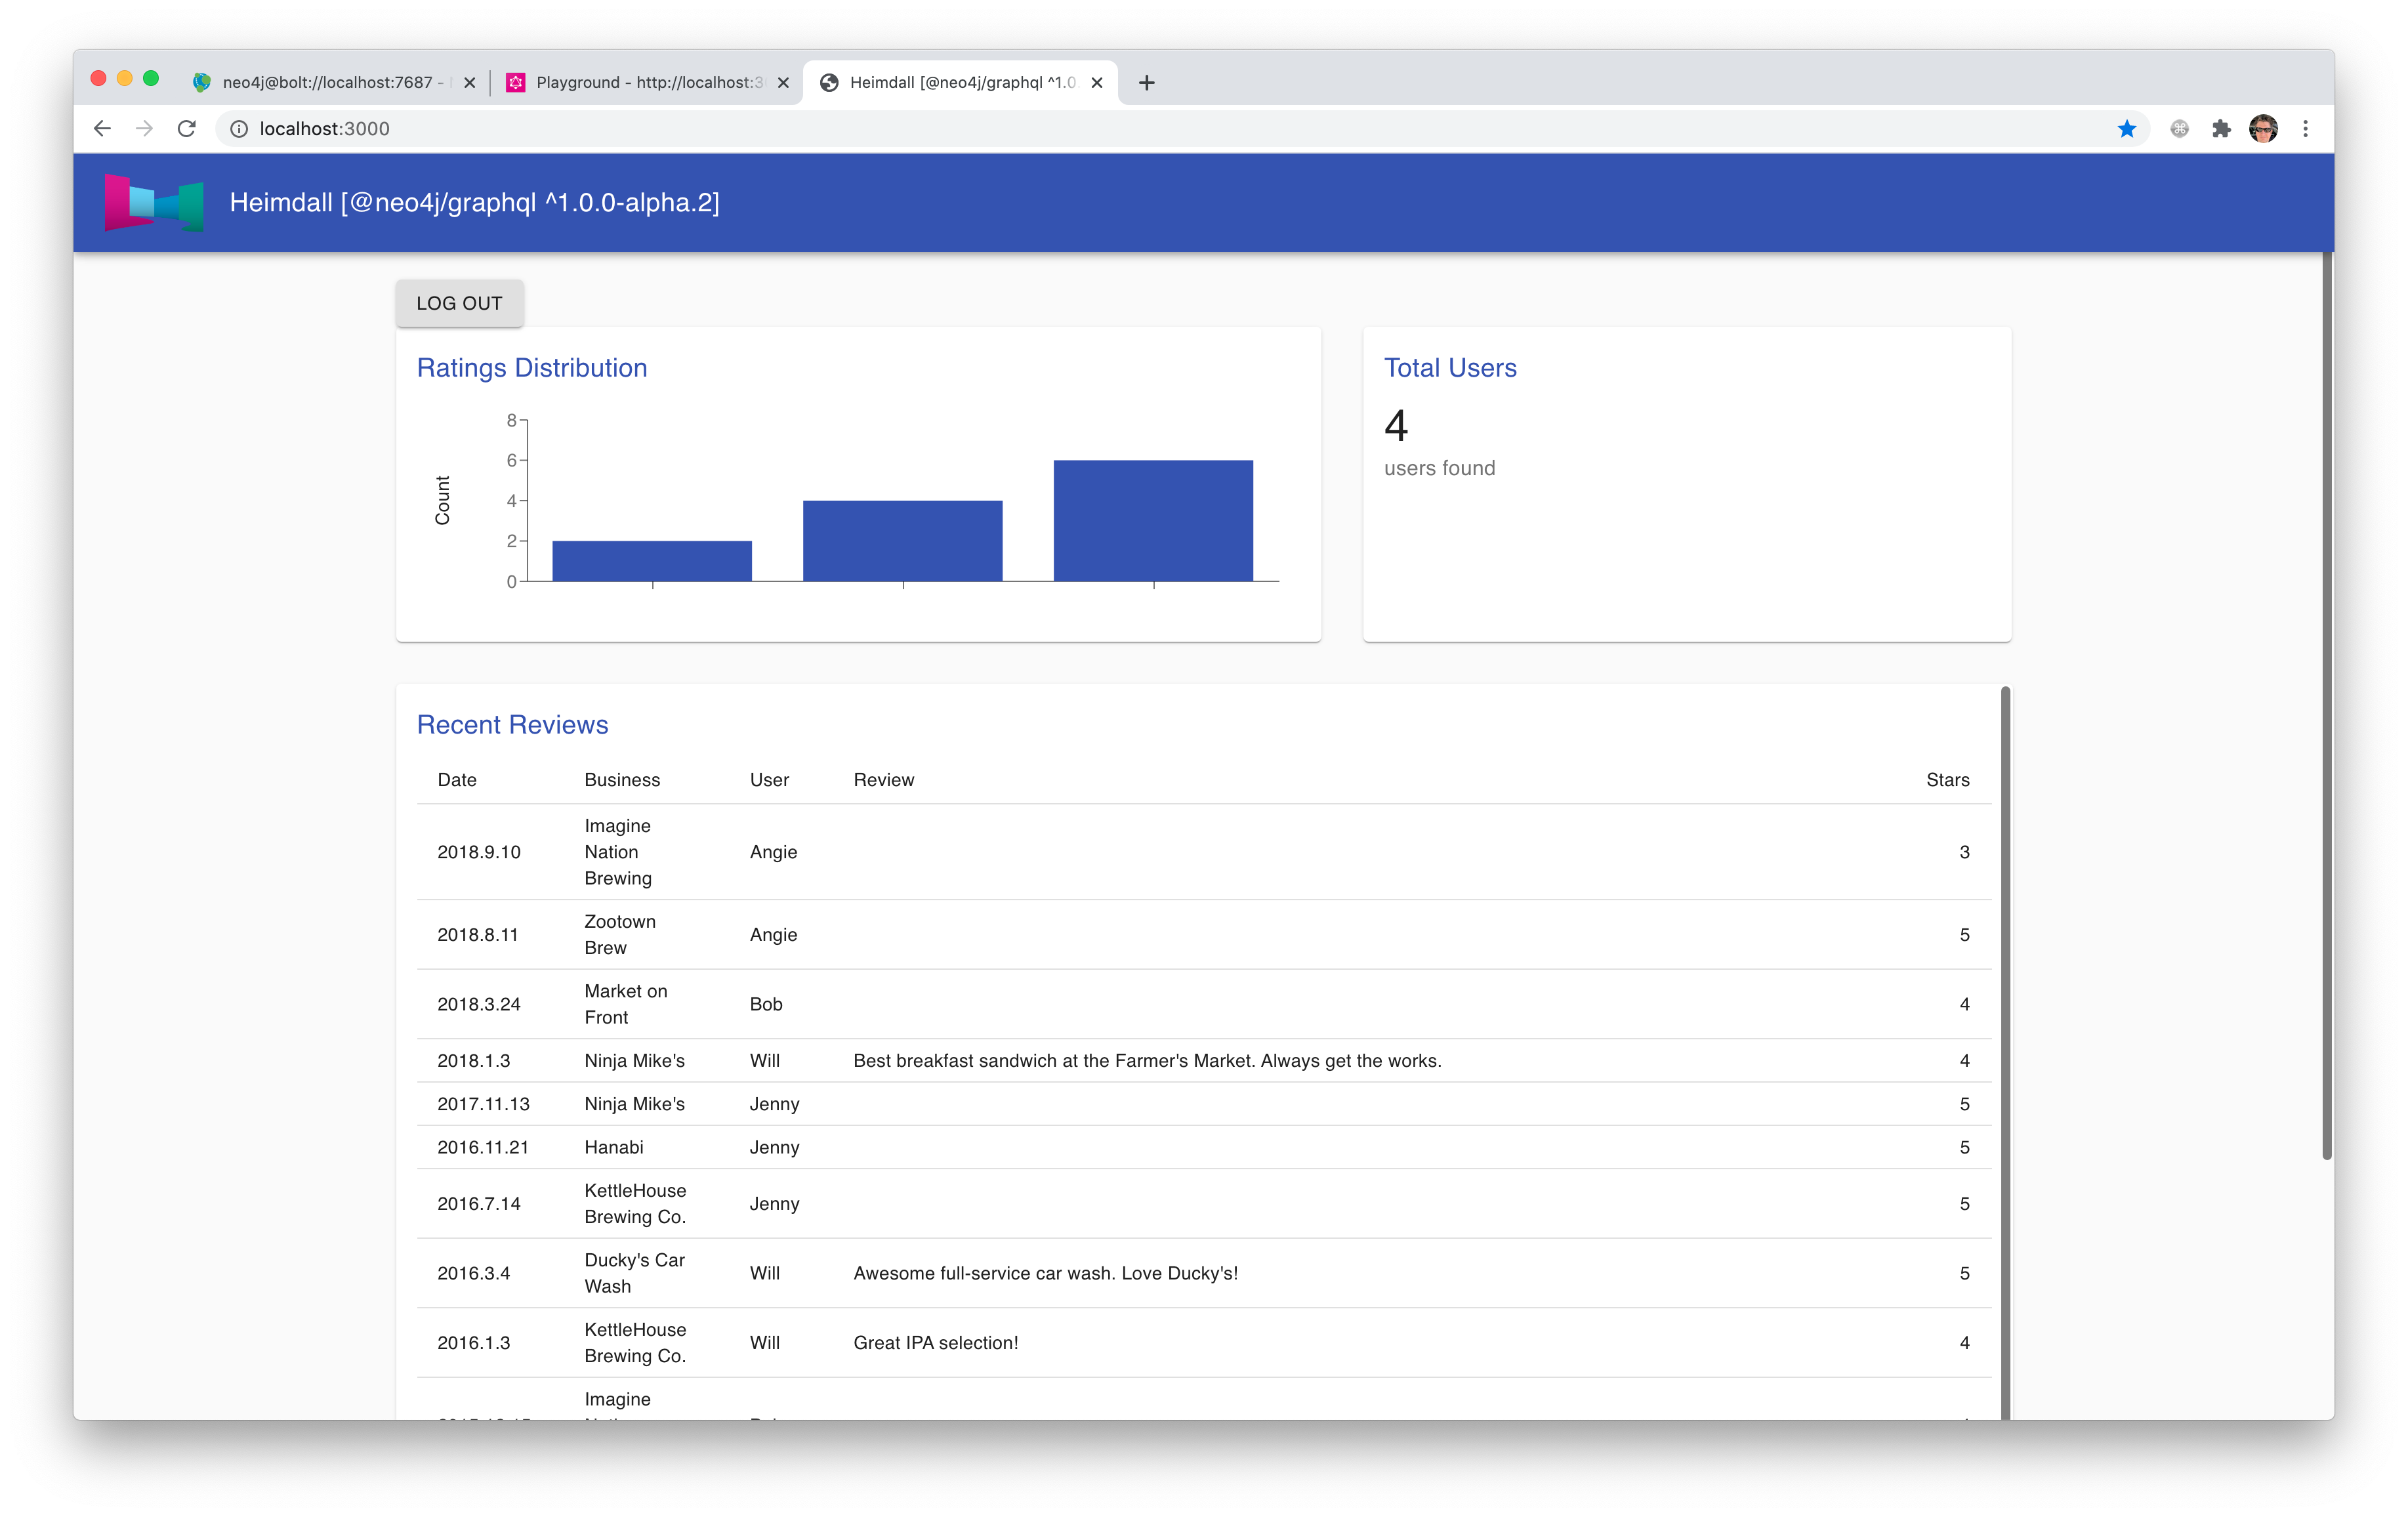 neo4j@bolt://localhost:7687 -
Playground - http://localhost:3
Heimdall [@neo4j/graphql ^1.0
localhost:3000
Heimdall [@neo4j/graphql ^1.0.0-alpha.2]
LOG OUT
Ratings Distribution
Count
8
6
4
2
0
Total Users
4
users found
Recent Reviews
Date Business User Review Stars
2018.9.10 Imagine Nation Brewing Angie 3
2018.8.11 Zootown Brew Angie 5
2018.3.24 Market on Front Bob 4
2018.1.3 Ninja Mike's Will Best breakfast sandwich at the Farmer's Market. Always get the works. 4
2017.11.13 Ninja Mike's Jenny 5
2016.11.21 Hanabi Jenny 5
2016.7.14 KettleHouse Brewing Co. Jenny 5
2016.3.4 Ducky's Car Wash Will Awesome full-service car wash. Love Ducky's! 5
2016.1.3 KettleHouse Brewing Co. Will Great IPA selection! 4
Imagine